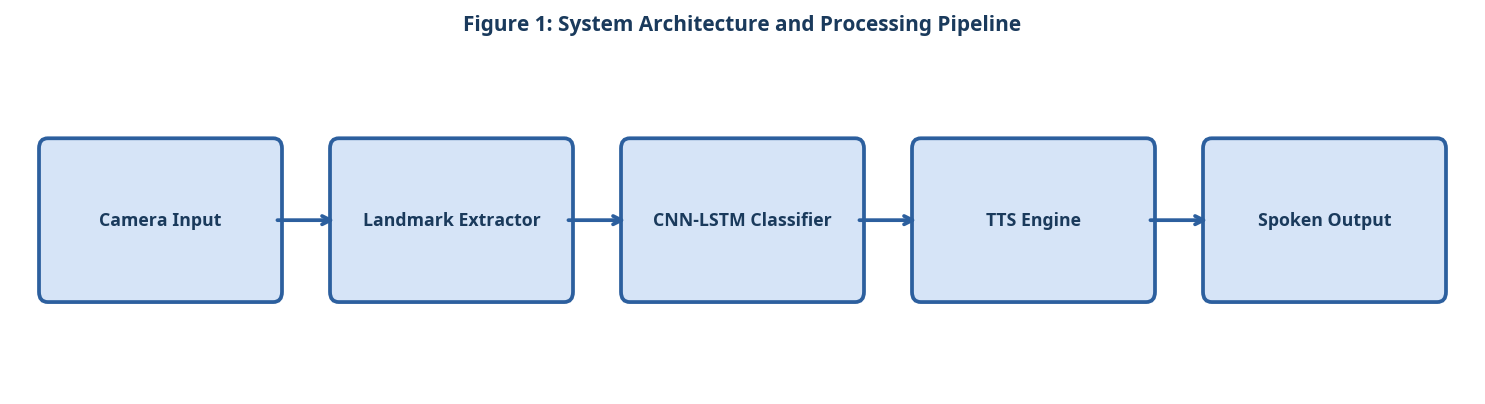 Figure 1: System Architecture and Processing Pipeline
Camera Input
Landmark Extractor
CNN-LSTM Classifier
TTS Engine
Spoken Output